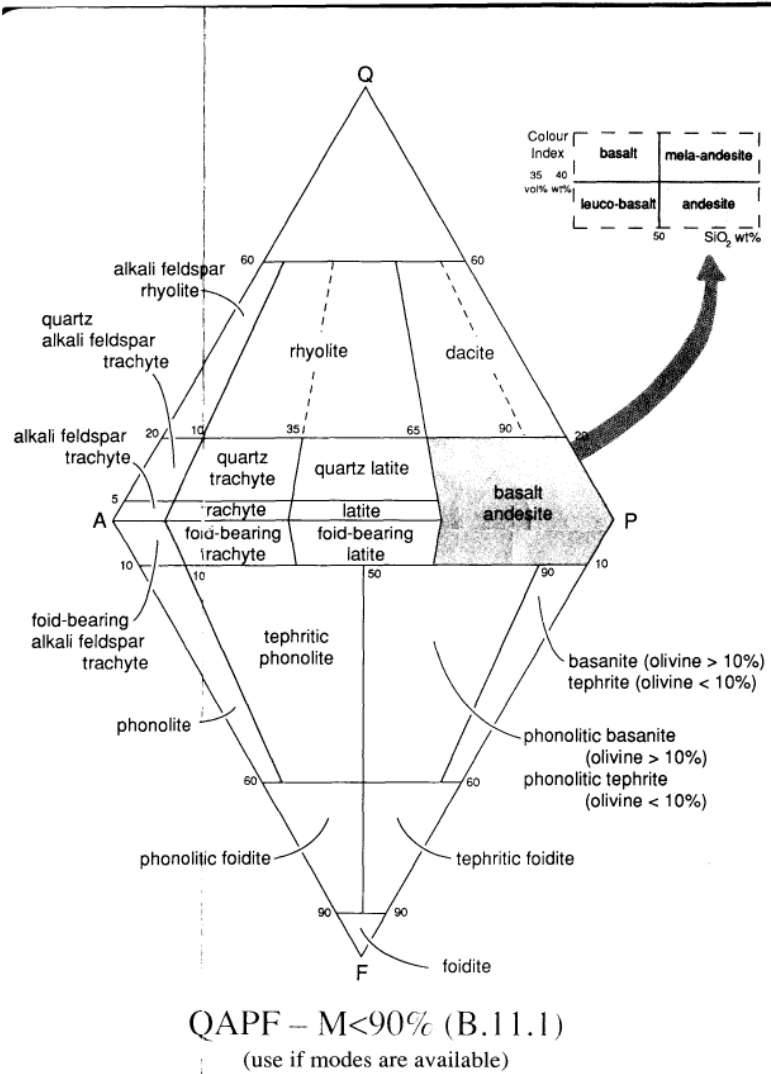 Q
Colour
Index
35 40
vol% wt%
basalt
mela-andesite
leuco-basalt
andesite
50
SiO₂ wt%
60
60
alkali feldspar
rhyolite
quartz
alkali feldspar
trachyte
rhyolite
dacite
20
10
35
65
90
20
alkali feldspar
trachyte
quartz
trachyte
quartz latite
basalt
andesite
5
rachyte
latite
A
P
foid-bearing
trachyte
foid-bearing
latite
10
10
50
90
10
foid-bearing
alkali feldspar
trachyte
tephritic
phonolite
basanite (olivine > 10%)
tephrite (olivine < 10%)
phonolite
phonolitic basanite
(olivine > 10%)
phonolitic tephrite
(olivine < 10%)
60
60
phonolitic foidite
tephritic foidite
90
90
foidite
F
QAPF – M<90% (B.11.1)
(use if modes are available)